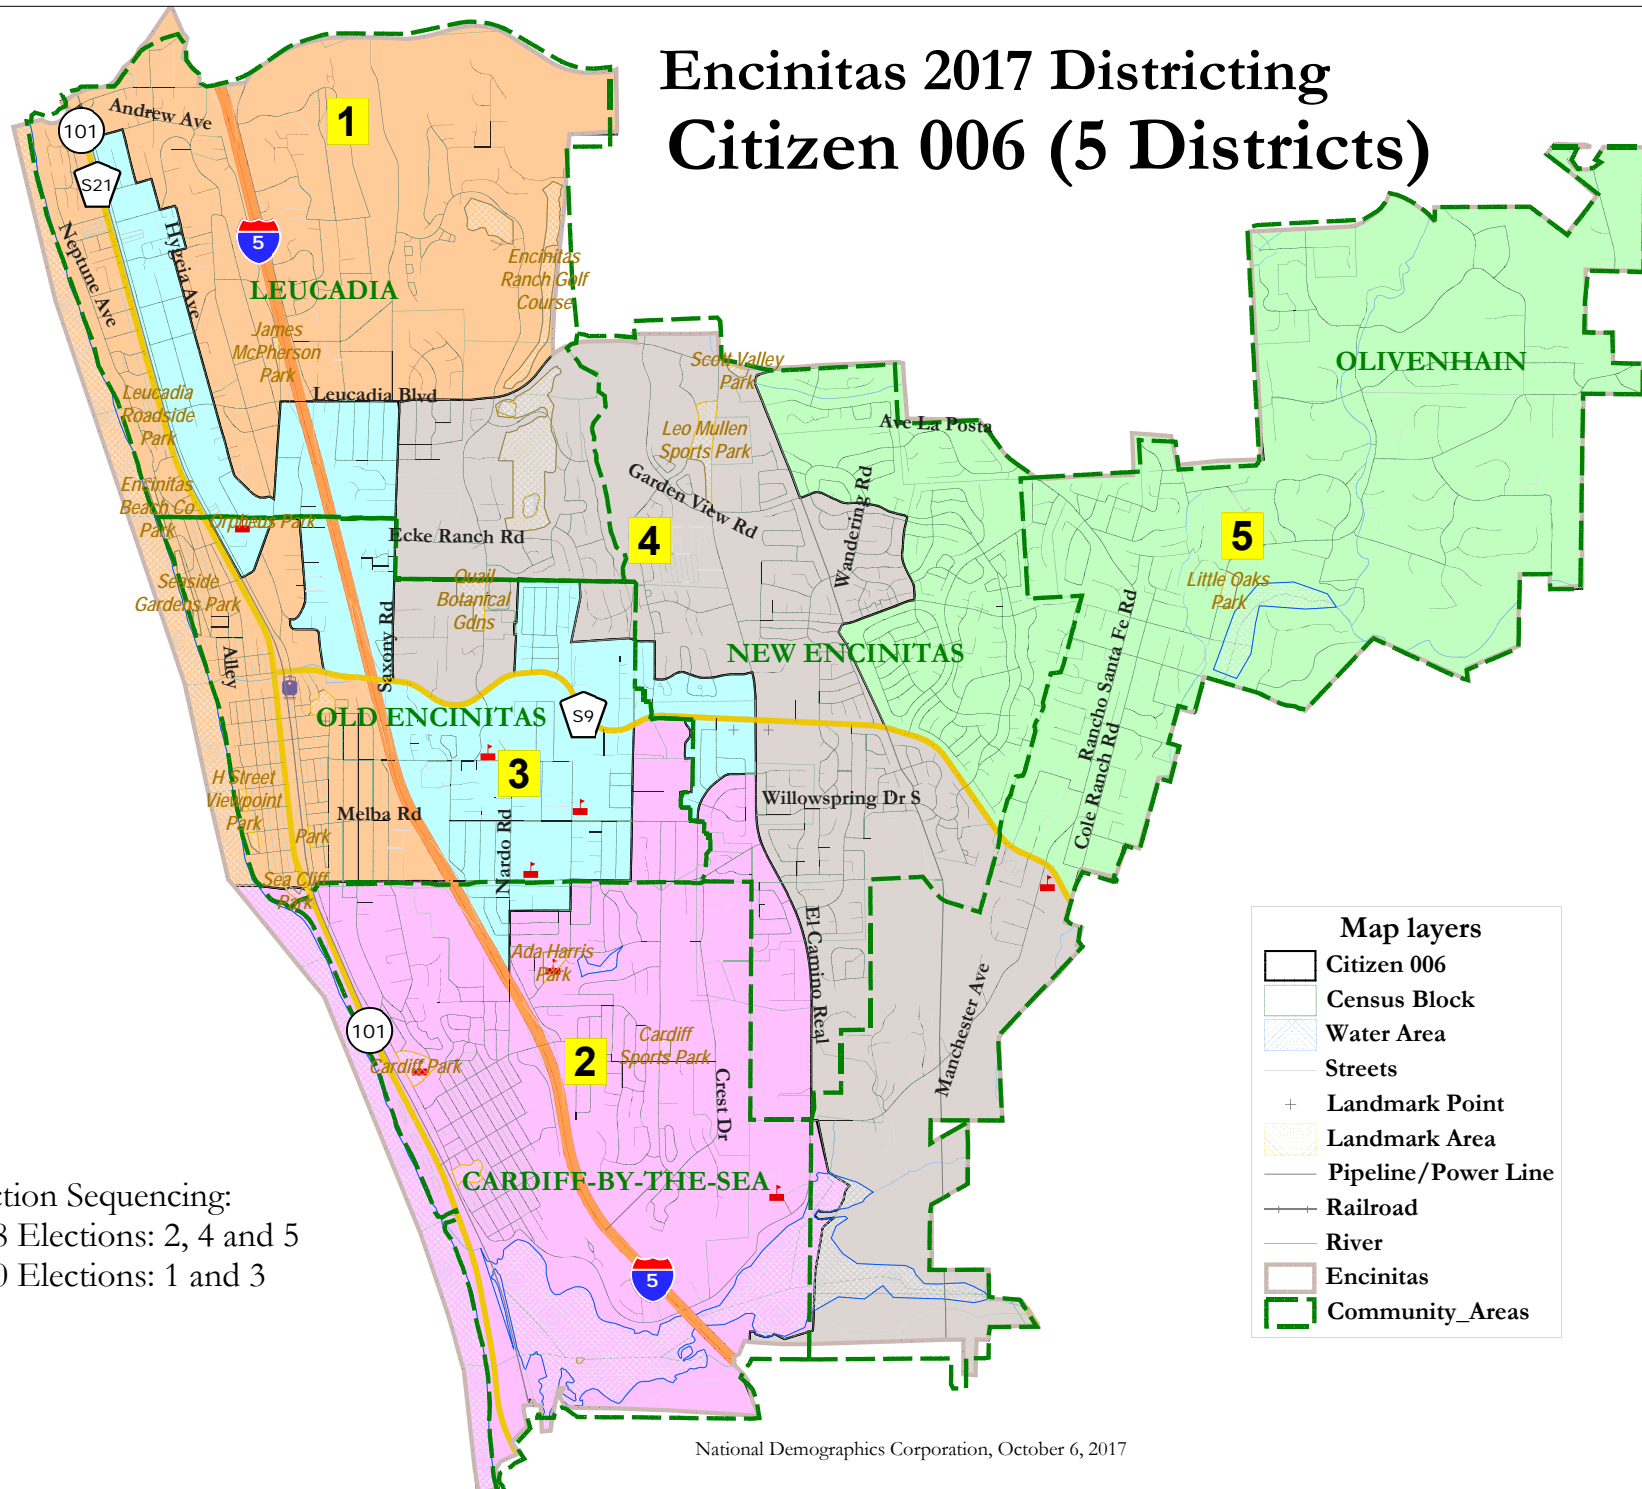 Encinitas 2017 Districting
Citizen 006 (5 Districts)
101
Andrew Ave
1
S21
Neptune Ave
Hygeia Ave
5
LEUCADIA
Encinitas
Ranch Golf
Course
James
McPherson
Park
Leucadia Blvd
Leucadia
Roadside
Park
Scott Valley
Park
Leo Mullen
Sports Park
Ave La Posta
OLIVENHAIN
Garden View Rd
Wandering Rd
Encinitas
Beach Co
Park
Orpheus Park
Ecke Ranch Rd
4
5
Little Oaks
Park
Seaside
Gardens Park
Quail
Botanical
Gdns
Alley
Saxony Rd
NEW ENCINITAS
Rancho Santa Fe Rd
Cole Ranch Rd
OLD ENCINITAS
S9
3
H Street
Viewpoint
Park
Park
Melba Rd
Nardo Rd
Willowspring Dr S
Sea Cliff
Park
El Camino Real
Manchester Ave
Ada Harris
Park
101
Cardiff Park
2
Cardiff
Sports Park
Crest Dr
CARDIFF-BY-THE-SEA
5
ction Sequencing:
8 Elections: 2, 4 and 5
0 Elections: 1 and 3
Map layers
Citizen 006
Census Block
Water Area
Streets
Landmark Point
Landmark Area
Pipeline/Power Line
Railroad
River
Encinitas
Community_Areas
National Demographics Corporation, October 6, 2017